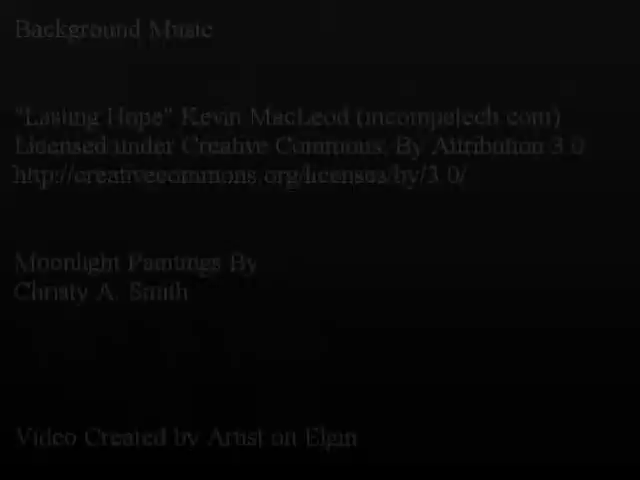 Background Music
"Lasting Hope" Kevin MacLeod (incompetech.com)
Licensed under Creative Commons: By Attribution 3.0
http://creativecommons.org/licenses/by/3.0/
Moonlight Paintings By
Christy A. Smith
Video Created by Artist on Elgin